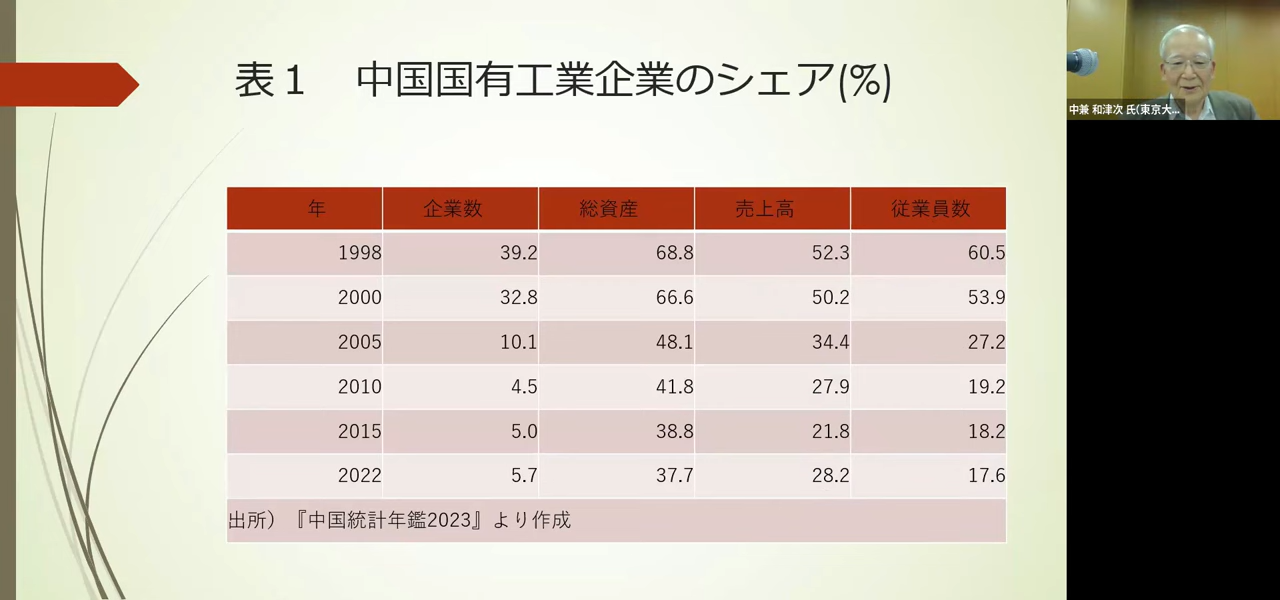 表１　中国国有工業企業のシェア(%)
中兼 和津次 氏(東京大...
年 企業数 総資産 売上高 従業員数
1998 39.2 68.8 52.3 60.5
2000 32.8 66.6 50.2 53.9
2005 10.1 48.1 34.4 27.2
2010 4.5 41.8 27.9 19.2
2015 5.0 38.8 21.8 18.2
2022 5.7 37.7 28.2 17.6
出所）『中国統計年鑑2023』より作成